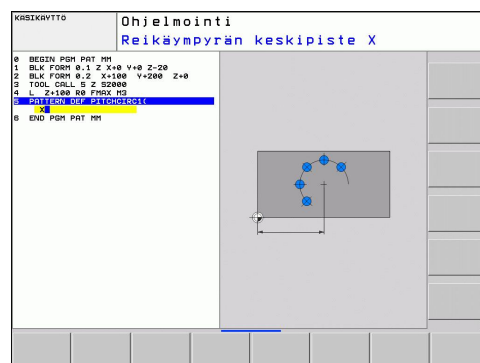 KÄSIKÄYTTÖ
Ohjelmointi
Reikäympyrän keskipiste X
0 BEGIN PGM PAT MM
1 BLK FORM 0.1 Z X+0 Y+0 Z-20
2 BLK FORM 0.2 X+100 Y+200 Z+0
3 TOOL CALL 5 Z S2000
4 L Z+100 R0 FMAX M3
5 PATTERN DEF PITCHCIRC1(
X
6 END PGM PAT MM